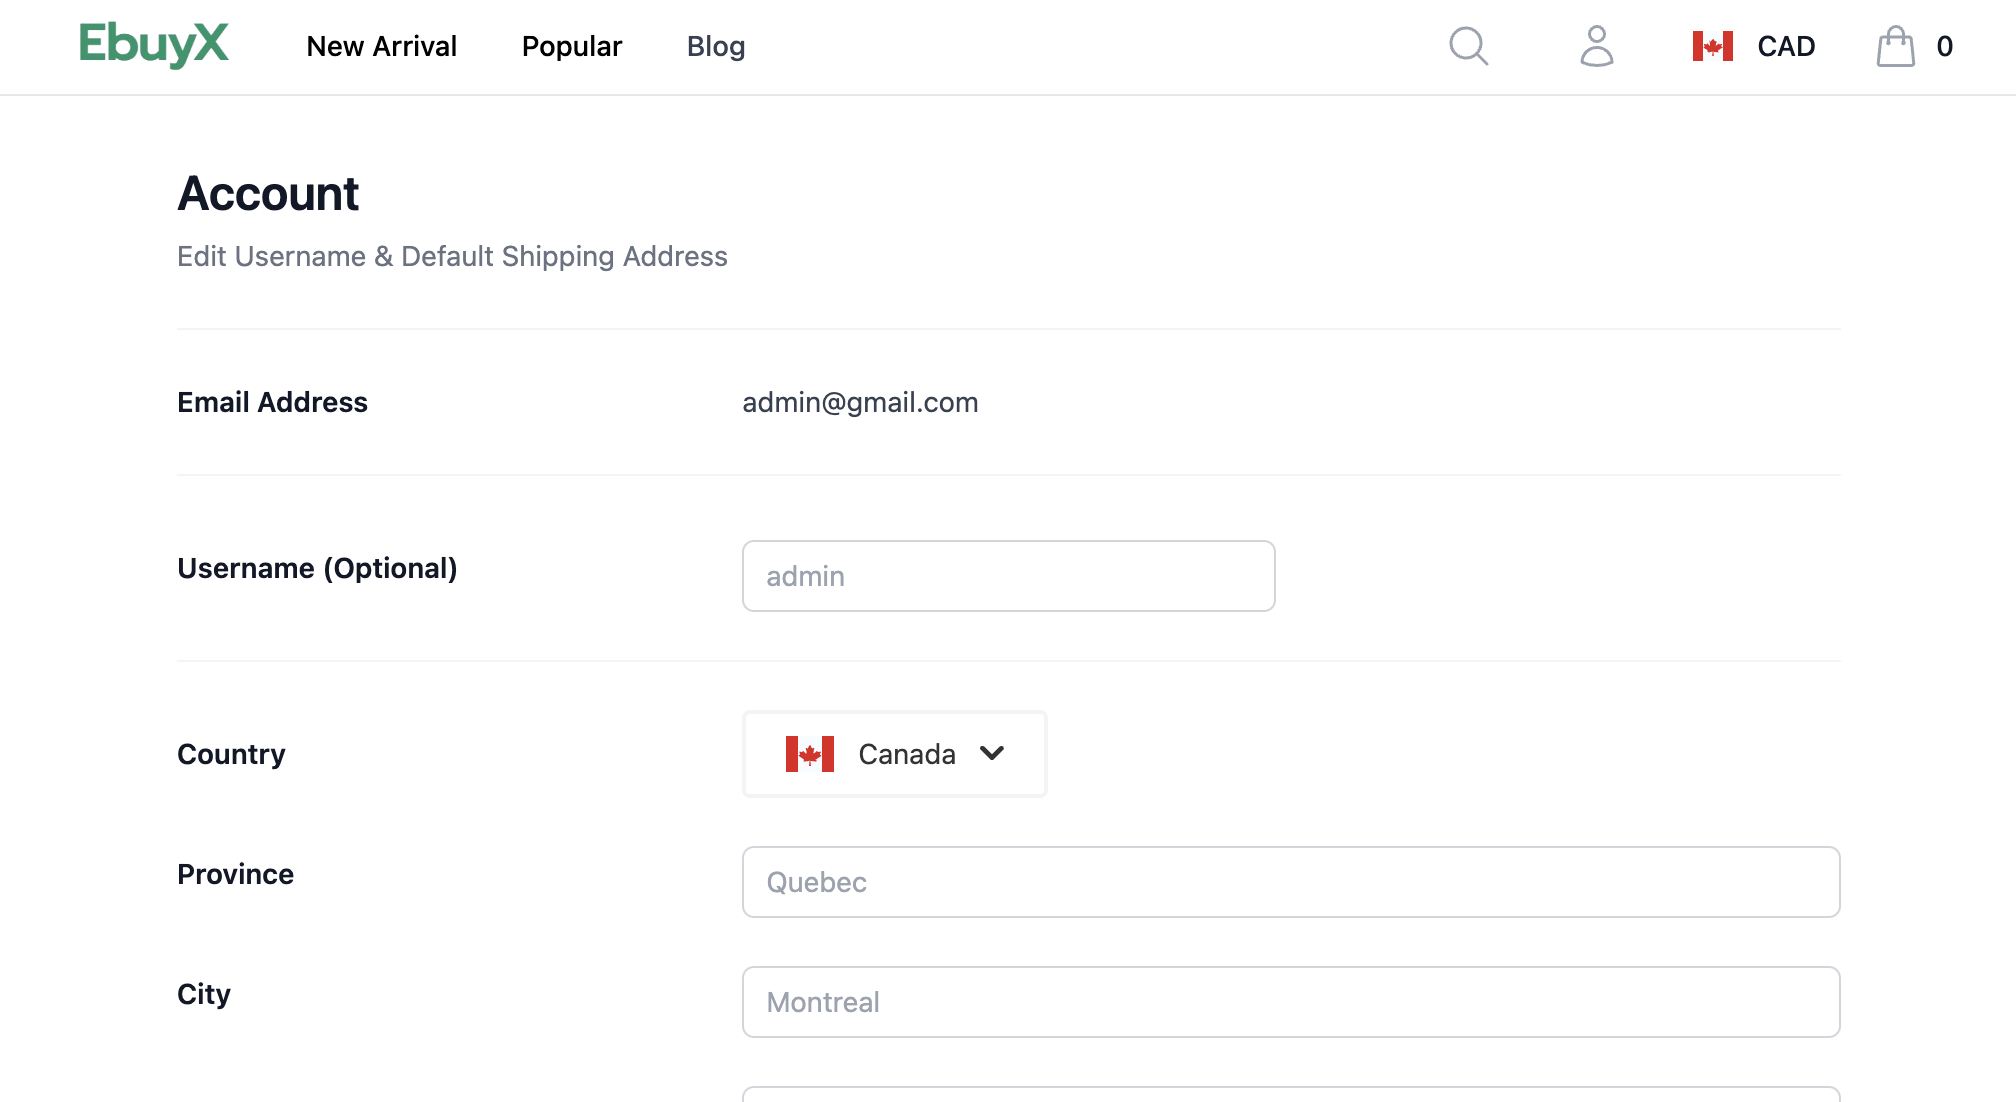 EbuyX New Arrival Popular Blog CAD 0
Account
Edit Username & Default Shipping Address
Email Address admin@gmail.com
Username (Optional) admin
Country Canada
Province Quebec
City Montreal